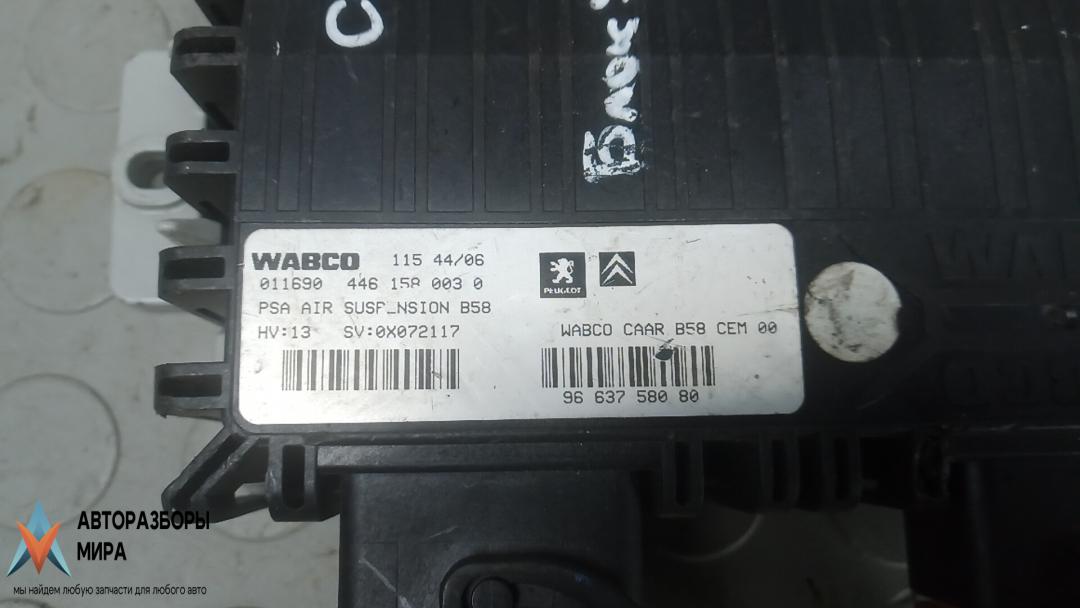 С
Блок
WABCO 115 44/06
011690 446 158 003 0
PSA AIR SUSP_NSION B58
HV:13 SV:0X072117
PEUGEOT
WABCO CAAR B58 CEM 00
96 637 580 80
АВТОРАЗБОРЫ
МИРА
мы найдем любую запчасти для любого авто